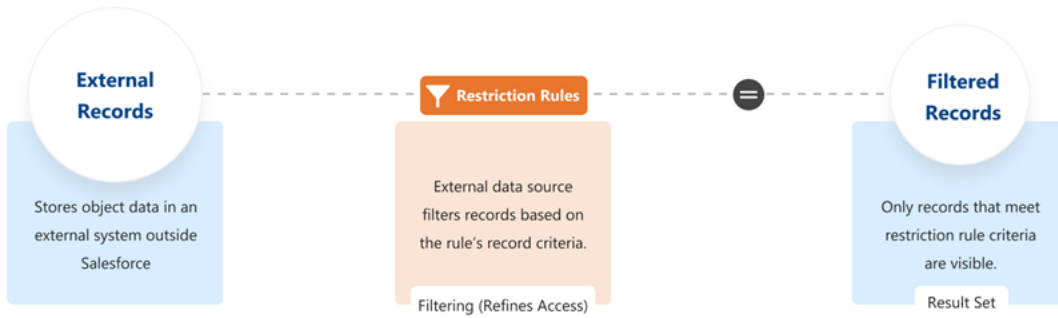 External
Records
Stores object data in an
external system outside
Salesforce
Restriction Rules
External data source
filters records based on
the rule's record criteria.
Filtering (Refines Access)
=
Filtered
Records
Only records that meet
restriction rule criteria
are visible.
Result Set